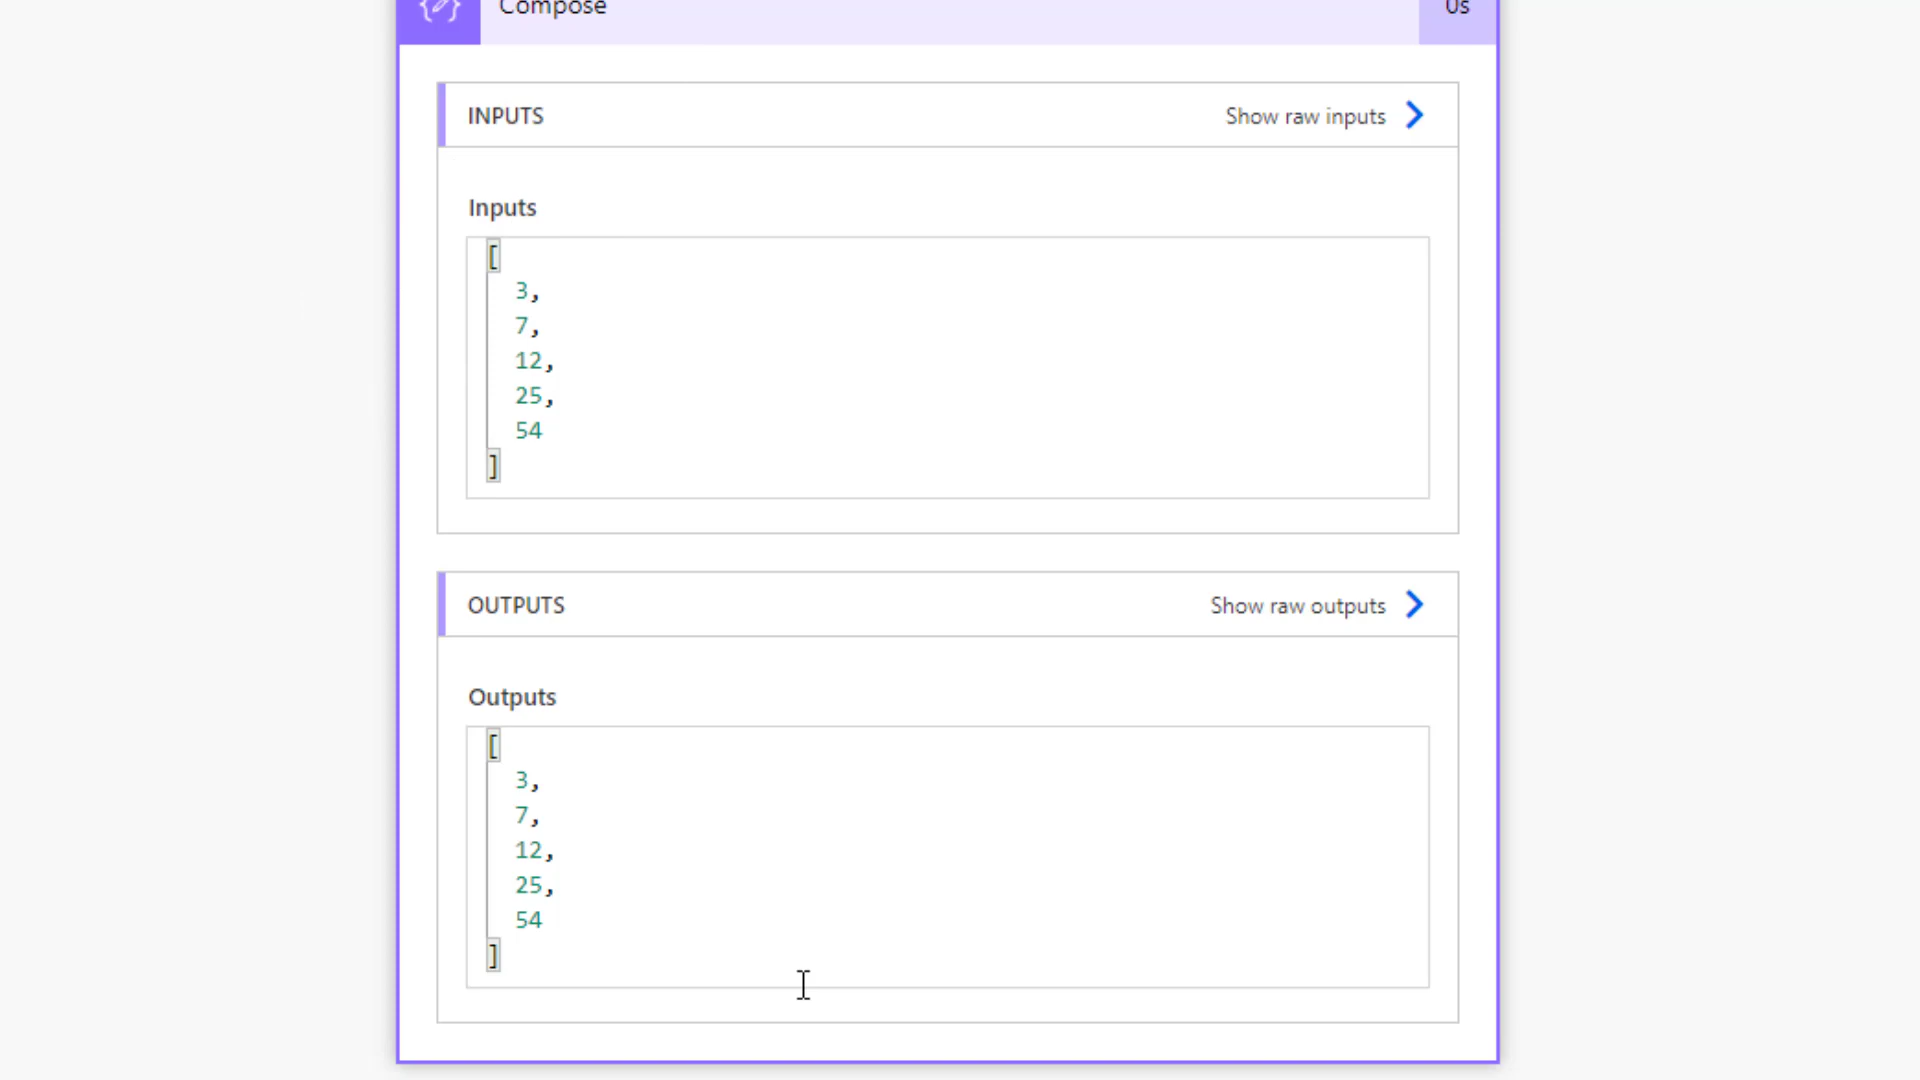 Compose 0s
INPUTS Show raw inputs
Inputs
[
3,
7,
12,
25,
54
]
OUTPUTS Show raw outputs
Outputs
[
3,
7,
12,
25,
54
]